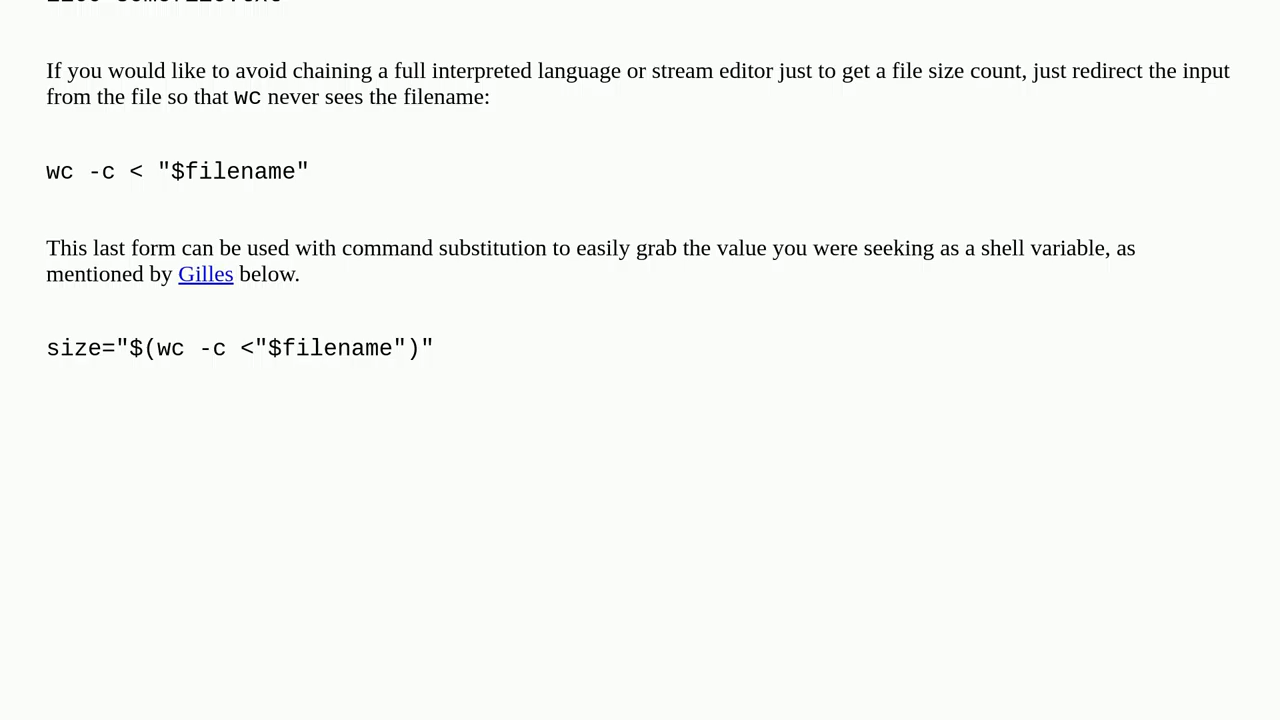 If you would like to avoid chaining a full interpreted language or stream editor just to get a file size count, just redirect the input
from the file so that wc never sees the filename:
wc -c < "$filename"
This last form can be used with command substitution to easily grab the value you were seeking as a shell variable, as
mentioned by Gilles below.
size="$(wc -c <"$filename")"